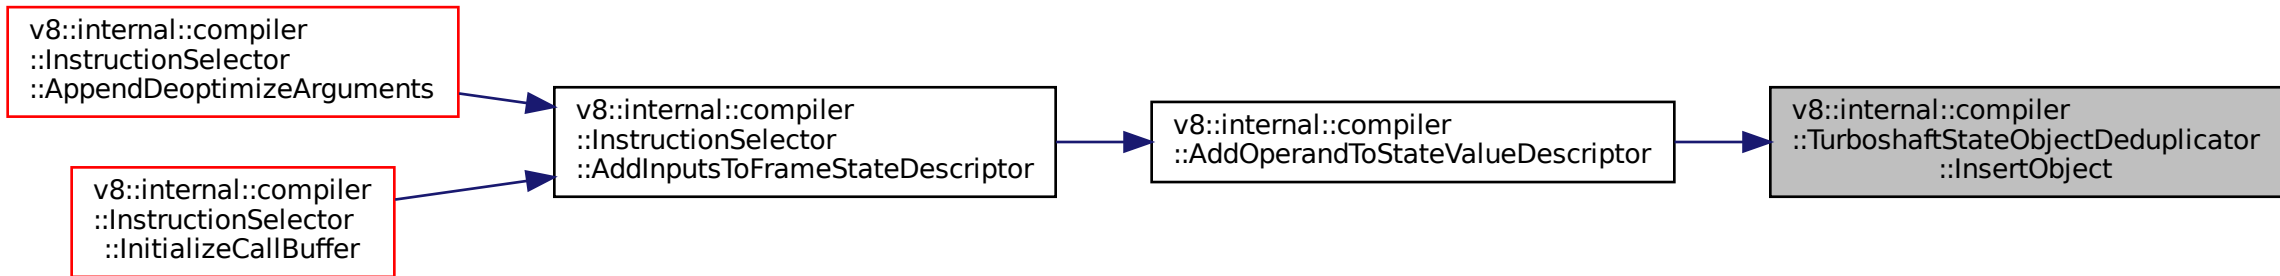 v8::internal::compiler
::InstructionSelector
::AppendDeoptimizeArguments
v8::internal::compiler
::InstructionSelector
::InitializeCallBuffer
v8::internal::compiler
::InstructionSelector
::AddInputsToFrameStateDescriptor
v8::internal::compiler
::AddOperandToStateValueDescriptor
v8::internal::compiler
::TurboshaftStateObjectDeduplicator
::InsertObject